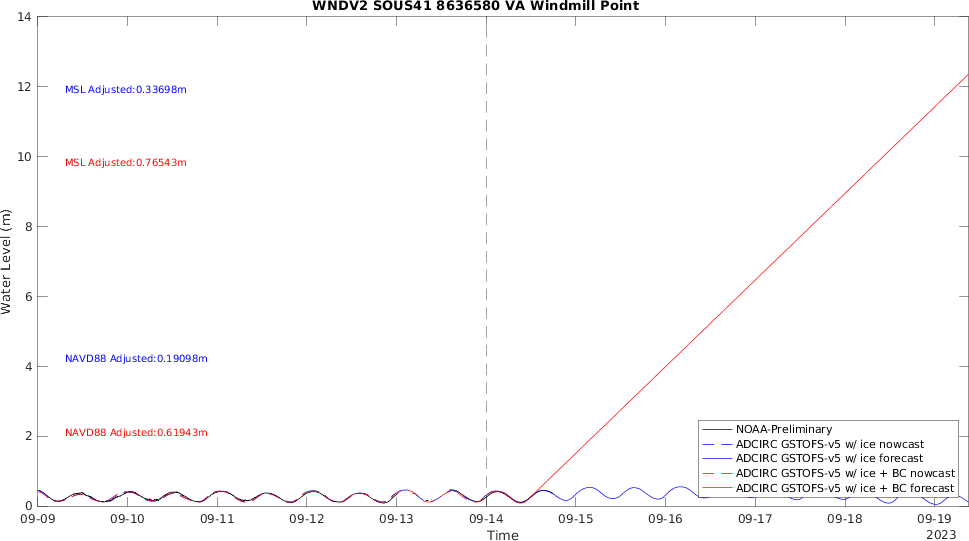 WNDV2 SOUS41 8636580 VA Windmill Point
14
12
10
8
6
4
2
0
Water Level (m)
MSL Adjusted:0.33698m
MSL Adjusted:0.76543m
NAVD88 Adjusted:0.19098m
NAVD88 Adjusted:0.61943m
NOAA-Preliminary
ADCIRC GSTOFS-v5 w/ ice nowcast
ADCIRC GSTOFS-v5 w/ ice forecast
ADCIRC GSTOFS-v5 w/ ice + BC nowcast
ADCIRC GSTOFS-v5 w/ ice + BC forecast
09-09 09-10 09-11 09-12 09-13 09-14 09-15 09-16 09-17 09-18 09-19
Time
2023